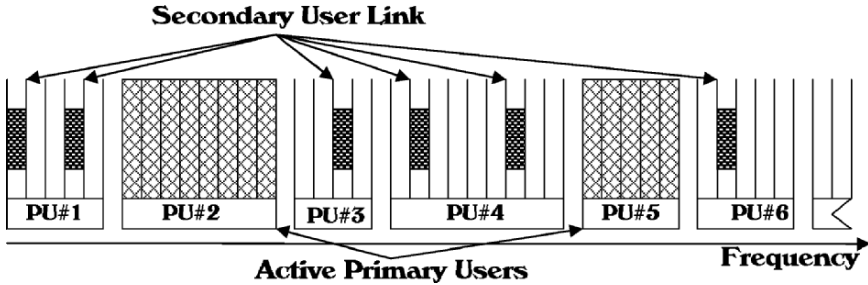 Secondary User Link
PU#1 PU#2 PU#3 PU#4 PU#5 PU#6
Frequency
Active Primary Users